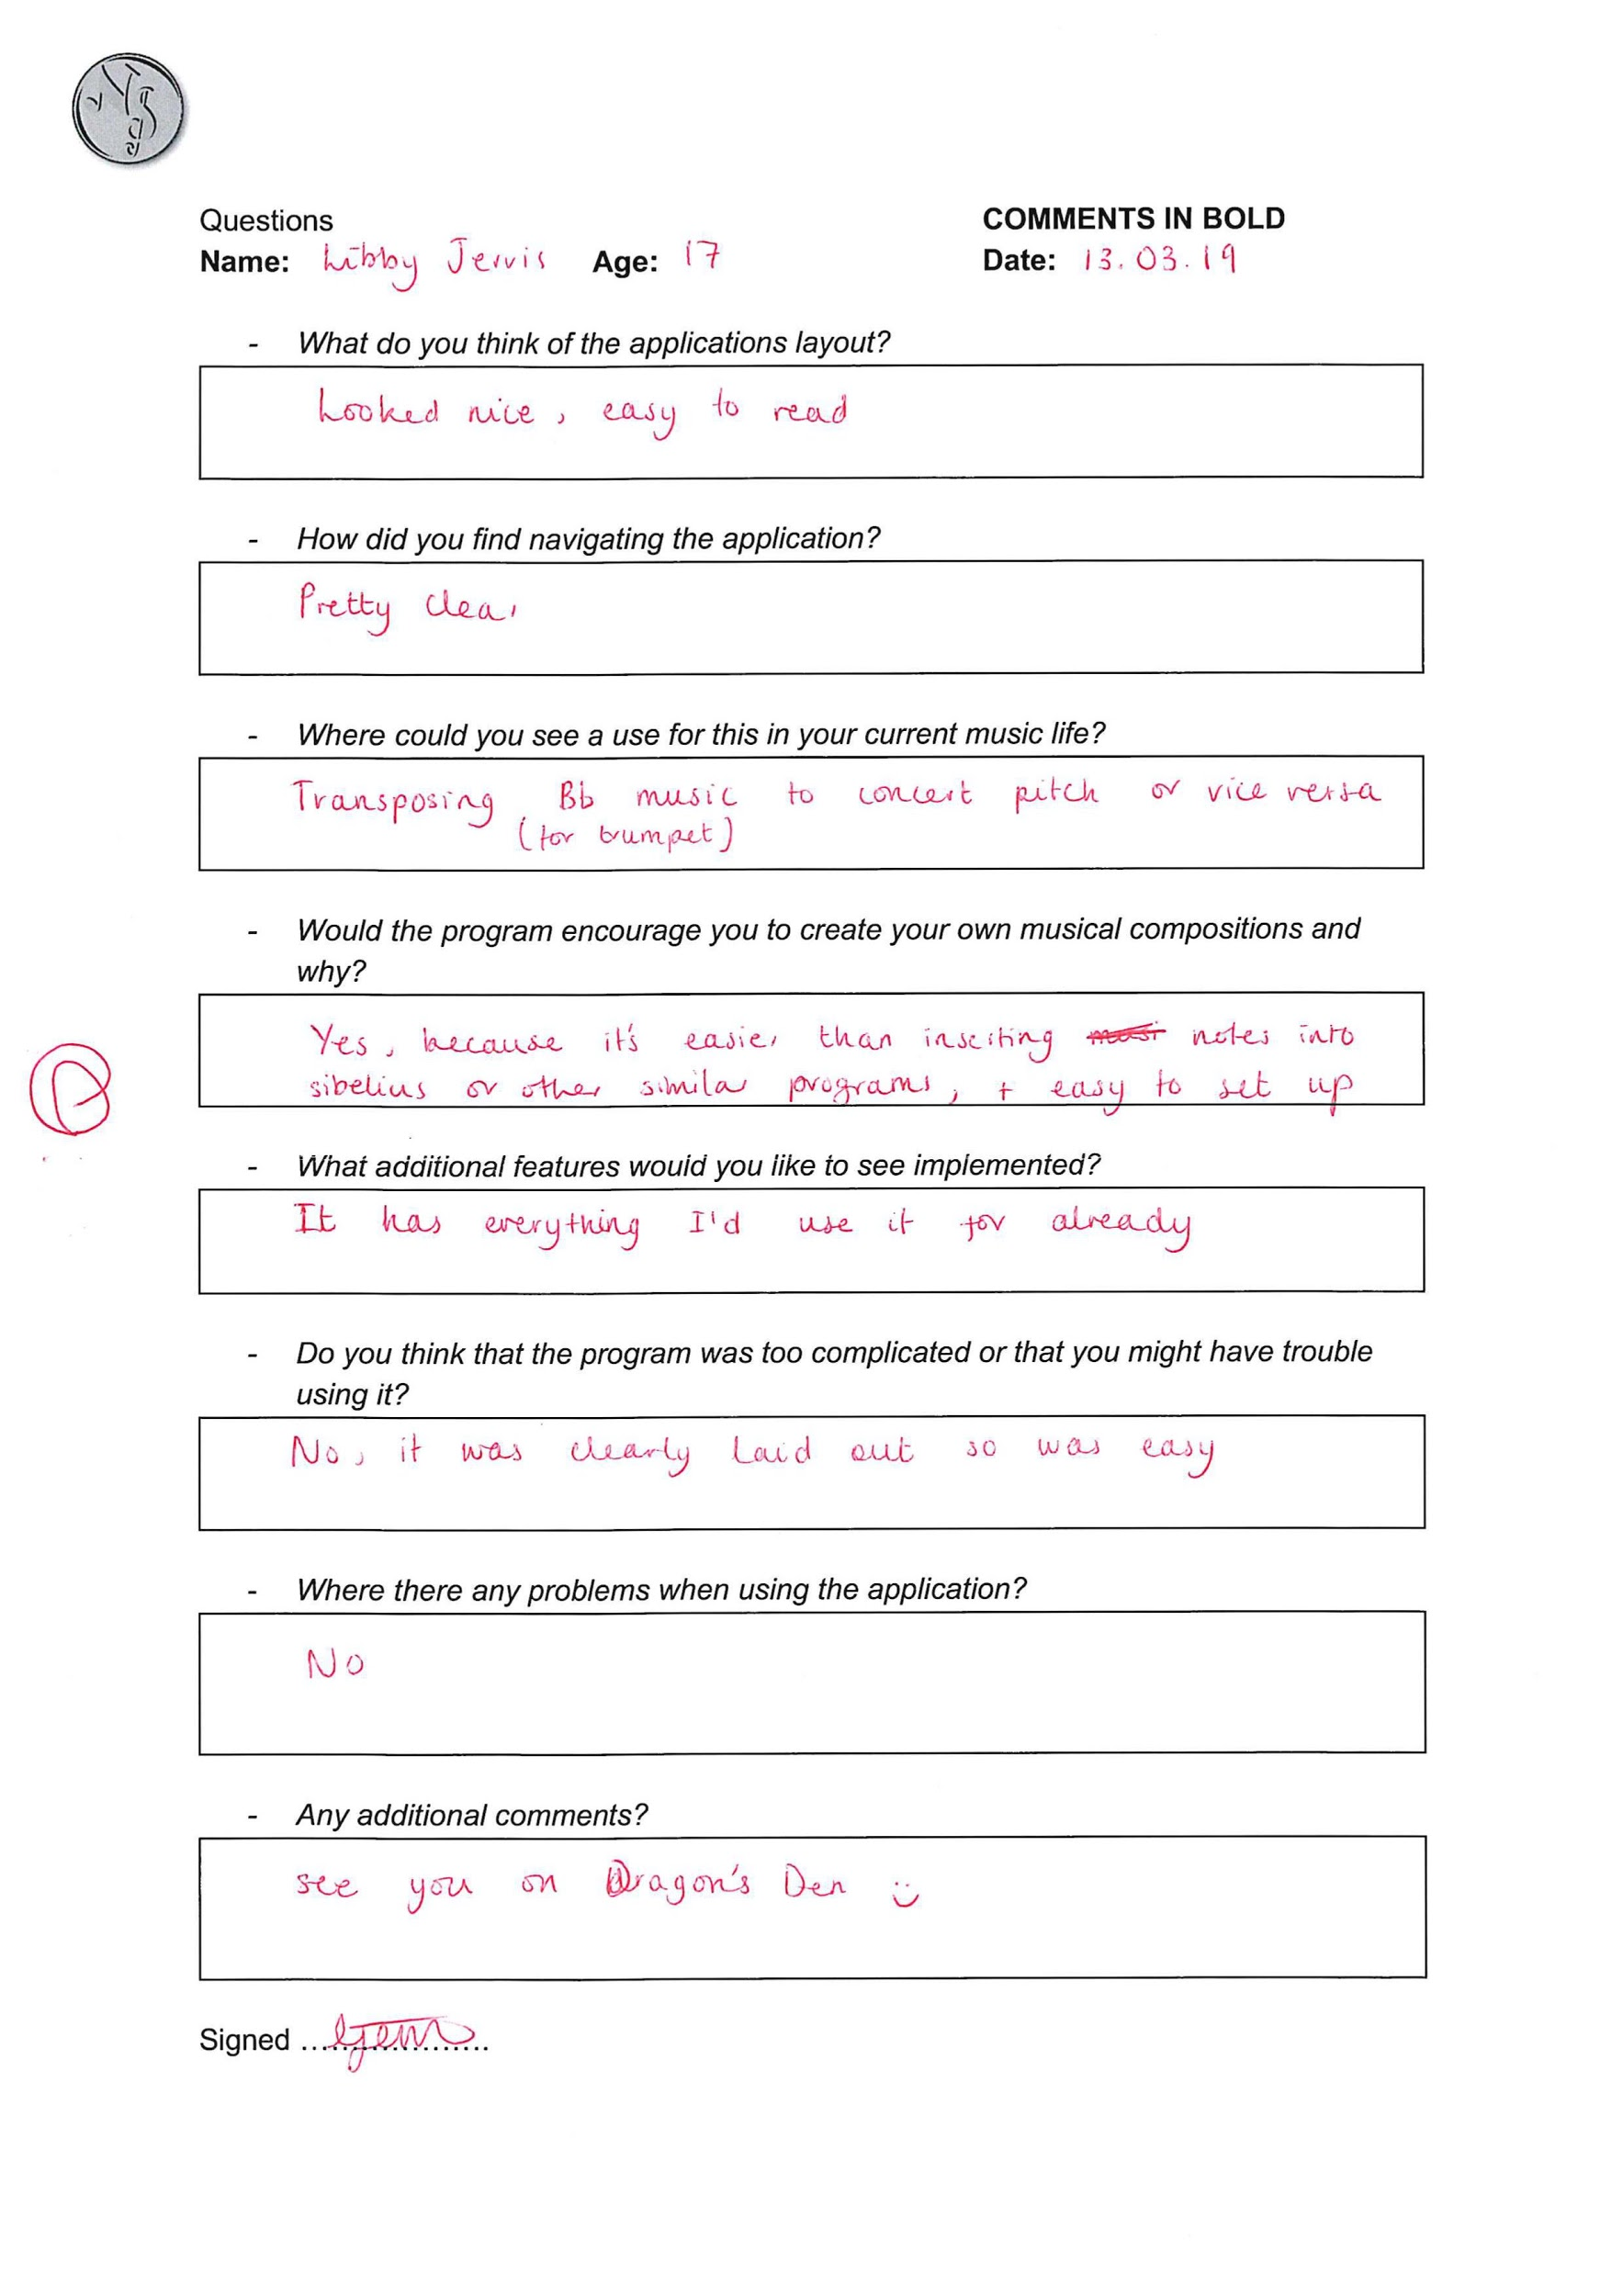 Questions
COMMENTS IN BOLD
Name: Libby Jervis Age: 17
Date: 13.03.19
- What do you think of the applications layout?
Looked nice, easy to read
- How did you find navigating the application?
Pretty clear
- Where could you see a use for this in your current music life?
Transposing Bb music to concert pitch or vice versa
(for trumpet)
- Would the program encourage you to create your own musical compositions and
why?
Yes, because it's easier than inserting notes into
sibelius or other similar programs, + easy to set up
- What additional features would you like to see implemented?
It has everything I'd use it for already
- Do you think that the program was too complicated or that you might have trouble
using it?
No, it was clearly laid out so was easy
- Where there any problems when using the application?
No
- Any additional comments?
see you on Dragon's Den :)
Signed ....................